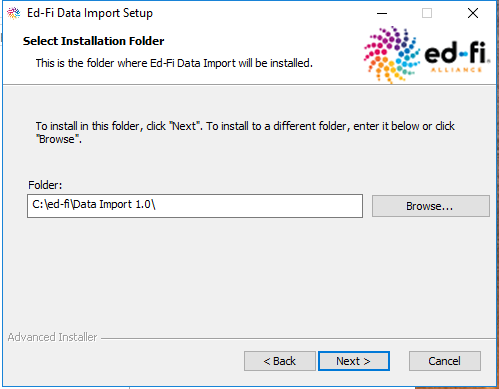 Ed-Fi Data Import Setup
Select Installation Folder
This is the folder where Ed-Fi Data Import will be installed.
ed-fi
ALLIANCE
To install in this folder, click "Next". To install to a different folder, enter it below or click
"Browse".
Folder:
C:\ed-fi\Data Import 1.0\
Browse...
Advanced Installer
< Back
Next >
Cancel